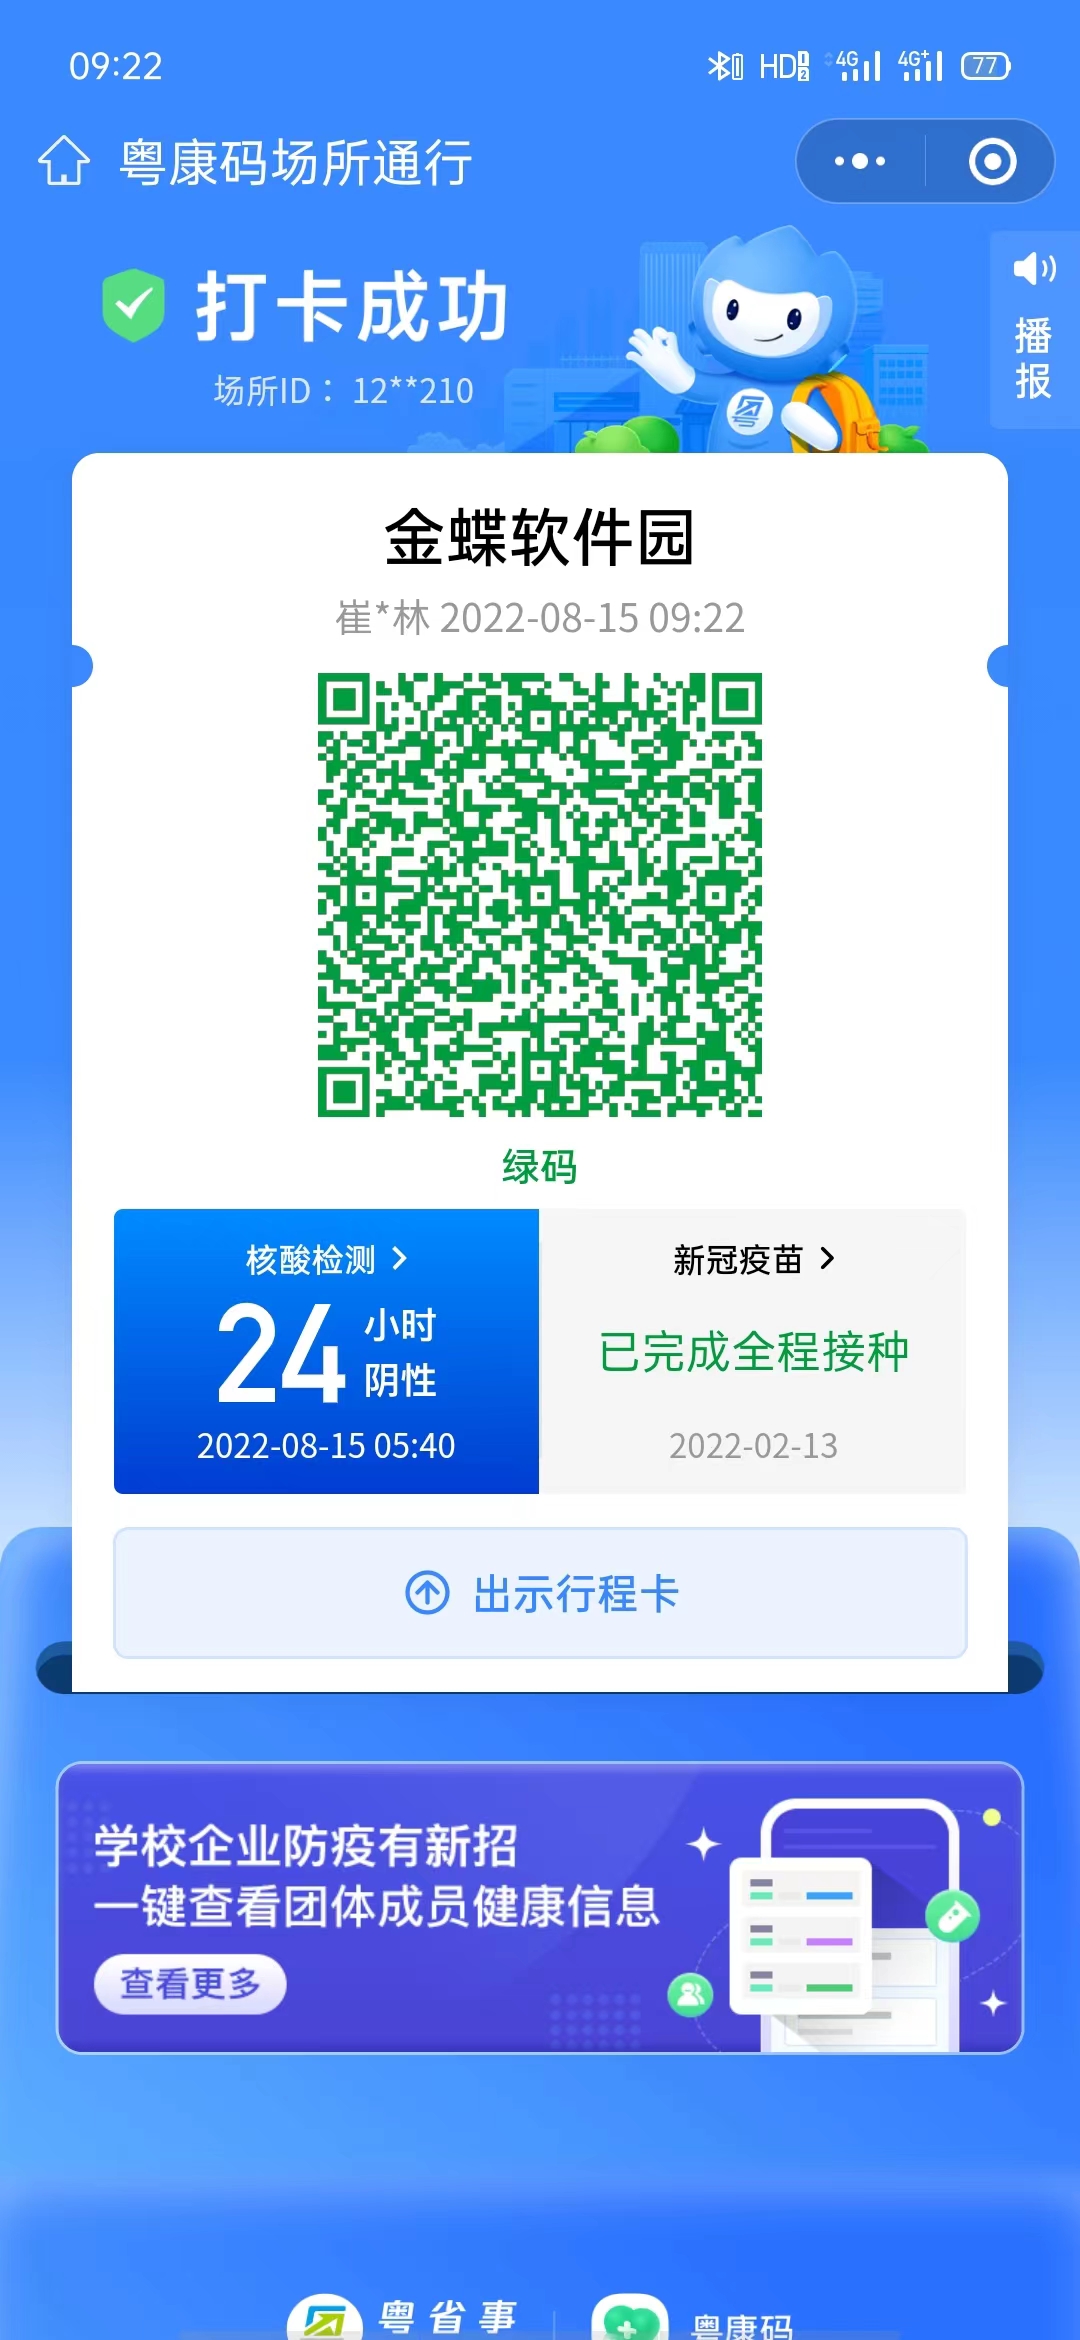 09:22
HD 1 2 4G 4G+ 77
粤康码场所通行
打卡成功
场所ID：12**210
播报
金蝶软件园
崔*林 2022-08-15 09:22
绿码
核酸检测
24 小时 阴性
2022-08-15 05:40
新冠疫苗
已完成全程接种
2022-02-13
出示行程卡
学校企业防疫有新招
一键查看团体成员健康信息
查看更多
粤省事
粤康码